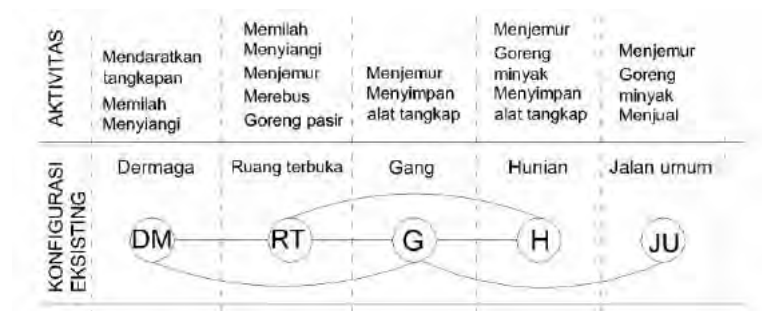 AKTIVITAS
Mendaratkan
tangkapan
Memilah
Menyiangi
Memilah
Menyiangi
Menjemur
Merebus
Goreng pasir
Menjemur
Menyimpan
alat tangkap
Menjemur
Goreng
minyak
Menyimpan
alat tangkap
Menjemur
Goreng
minyak
Menjual
KONFIGURASI
EKSISTING
Dermaga
Ruang terbuka
Gang
Hunian
Jalan umum
DM
RT
G
H
JU